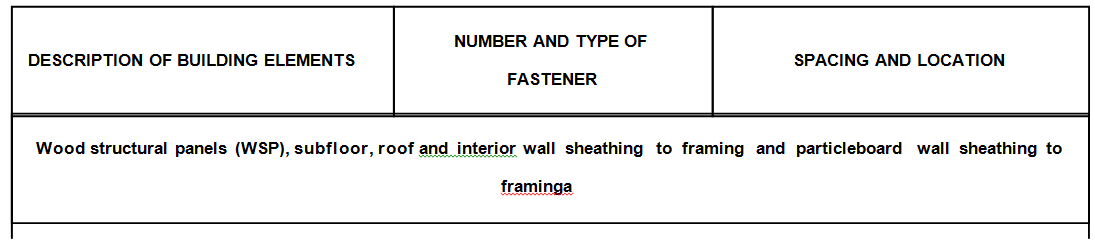 DESCRIPTION OF BUILDING ELEMENTS
NUMBER AND TYPE OF
FASTENER
SPACING AND LOCATION
Wood structural panels (WSP), subfloor, roof and interior wall sheathing to framing and particleboard wall sheathing to
framinga